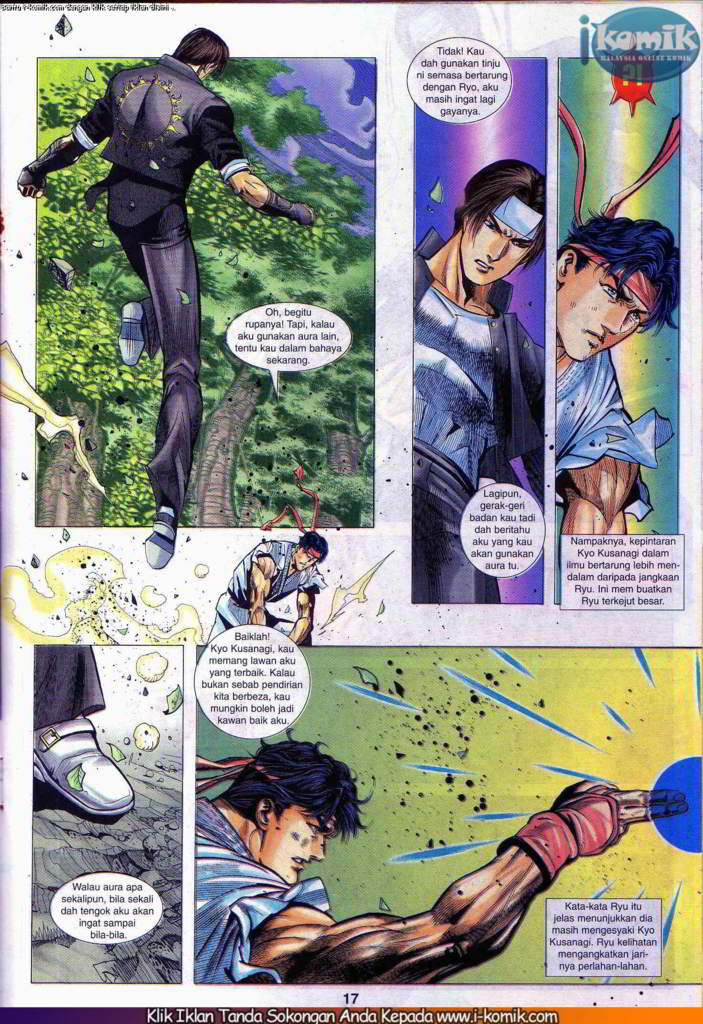 i komik
MALAYSIA ONLINE KOMIK
?!
Tidak! Kau
dah gunakan tinju
ni semasa bertarung
dengan Ryo, aku
masih ingat lagi
gayanya.
Oh, begitu
rupanya! Tapi, kalau
aku gunakan aura lain,
tentu kau dalam bahaya
sekarang.
Lagipun,
gerak-geri
badan kau tadi
dah beritahu
aku yang kau
akan gunakan
aura tu.
Nampaknya, kepintaran
Kyo Kusanagi dalam
ilmu bertarung lebih men-
dalam daripada jangkaan
Ryu. Ini mem buatkan
Ryu terkejut besar.
Baiklah!
Kyo Kusanagi, kau
memang lawan aku
yang terbaik. Kalau
bukan sebab pendirian
kita berbeza, kau
mungkin boleh jadi
kawan baik aku.
Walau aura apa
sekalipun, bila sekali
dah tengok aku akan
ingat sampai
bila-bila.
Kata-kata Ryu itu
jelas menunjukkan dia
masih mengesyaki Kyo
Kusanagi. Ryu kelihatan
mengangkatkan jari-
nya perlahan-lahan.
17
Klik Iklan Tanda Sokongan Anda Kepada www.i-komik.com